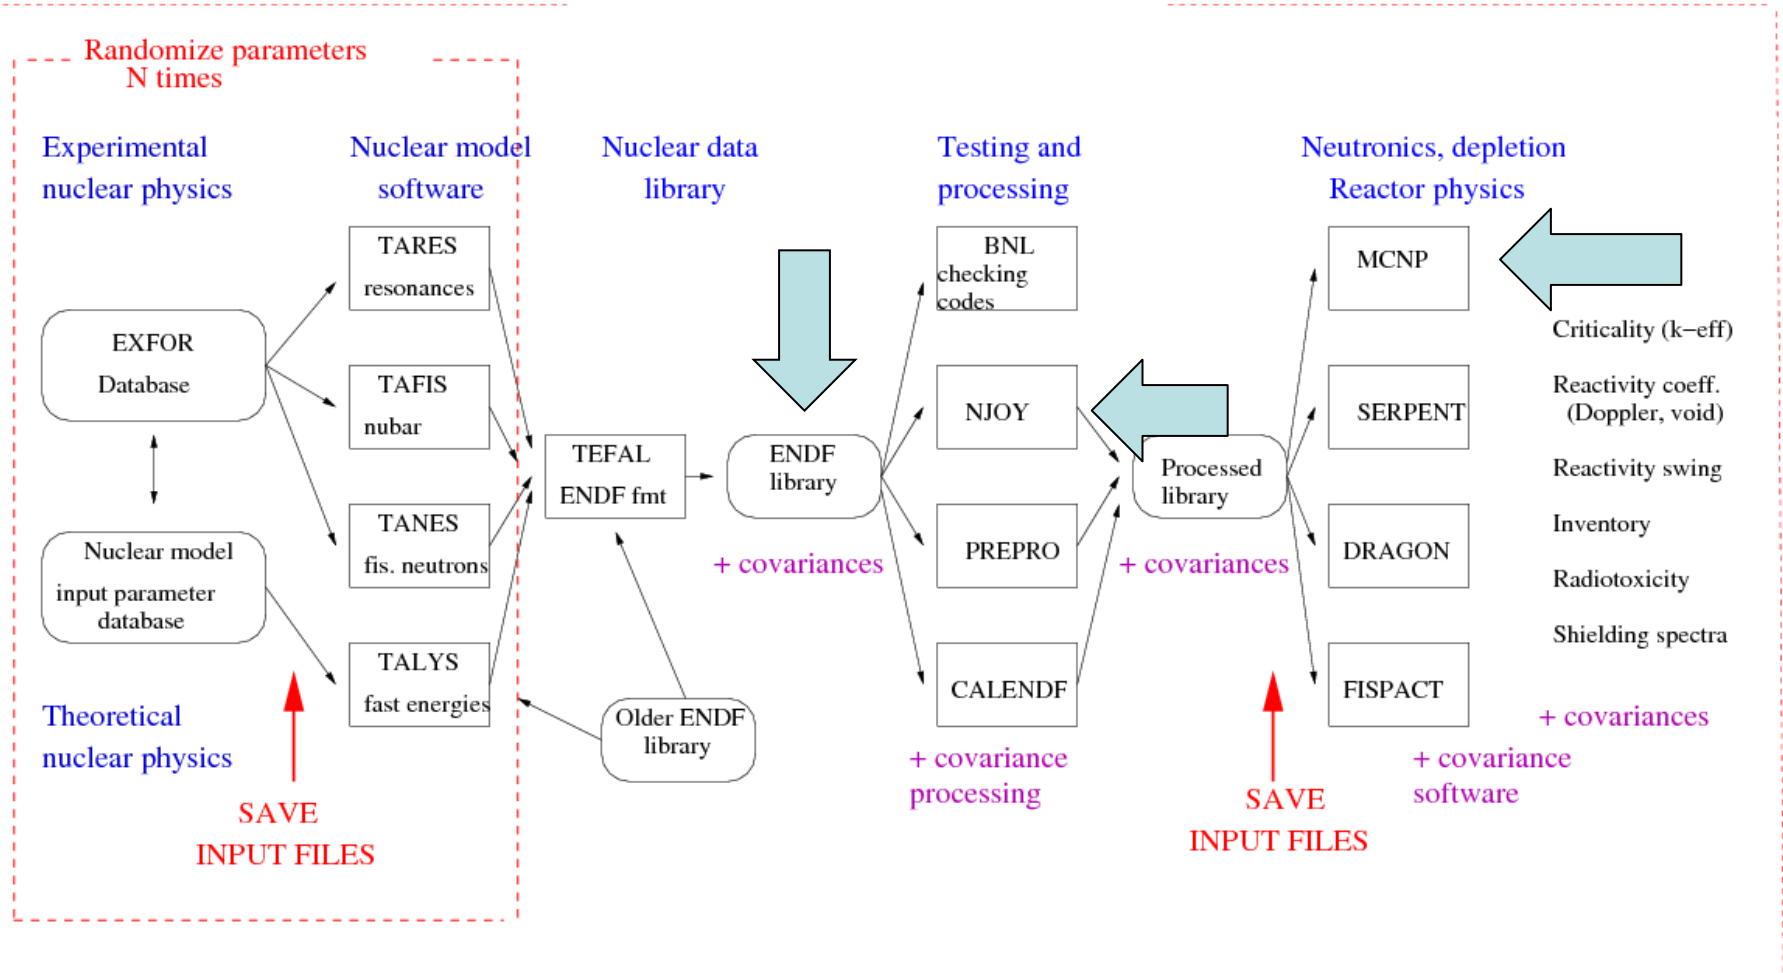 Randomize parameters
N times
Experimental
nuclear physics
Nuclear model
software
Nuclear data
library
Testing and
processing
Neutronics, depletion
Reactor physics
EXFOR
Database
Nuclear model
input parameter
database
Theoretical
nuclear physics
SAVE
INPUT FILES
TARES
resonances
TAFIS
nubar
TANES
fis. neutrons
TALYS
fast energies
TEFAL
ENDF fmt
Older ENDF
library
ENDF
library
+ covariances
BNL
checking
codes
NJOY
PREPRO
CALENDF
+ covariance
processing
Processed
library
+ covariances
SAVE
INPUT FILES
MCNP
SERPENT
DRAGON
FISPACT
+ covariance
software
Criticality (k−eff)
Reactivity coeff.
(Doppler, void)
Reactivity swing
Inventory
Radiotoxicity
Shielding spectra
+ covariances